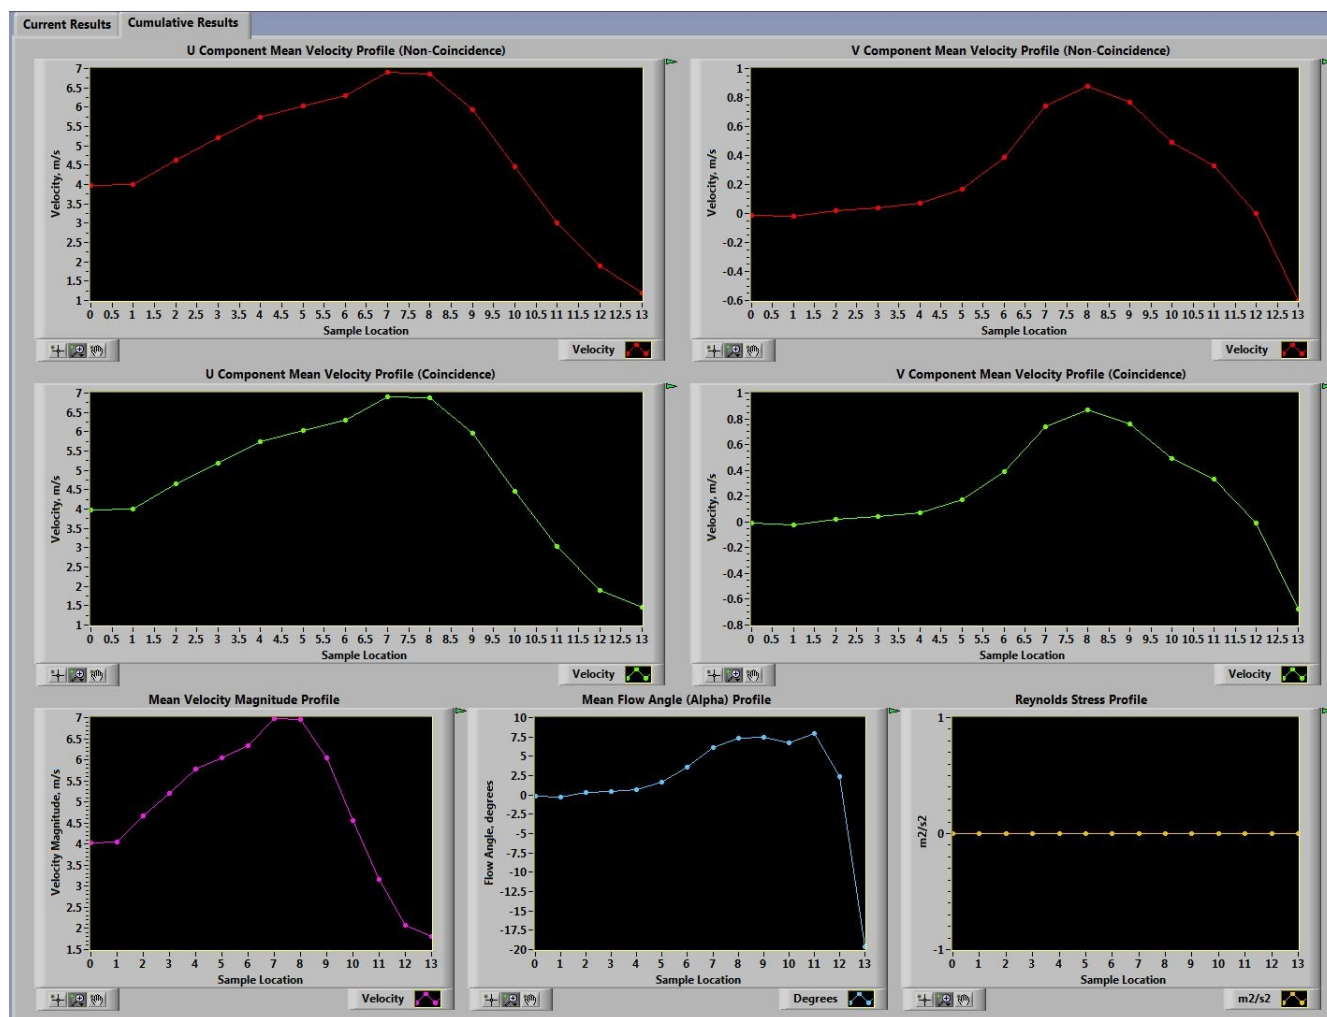 Current Results
Cumulative Results
U Component Mean Velocity Profile (Non-Coincidence)
Velocity, m/s
7
6.5
6
5.5
5
4.5
4
3.5
3
2.5
2
1.5
1
0 0.5 1 1.5 2 2.5 3 3.5 4 4.5 5 5.5 6 6.5 7 7.5 8 8.5 9 9.5 10 10.5 11 11.5 12 12.5 13
Sample Location
Velocity
V Component Mean Velocity Profile (Non-Coincidence)
Velocity, m/s
1
0.8
0.6
0.4
0.2
0
-0.2
-0.4
-0.6
0 0.5 1 1.5 2 2.5 3 3.5 4 4.5 5 5.5 6 6.5 7 7.5 8 8.5 9 9.5 10 10.5 11 11.5 12 12.5 13
Sample Location
Velocity
U Component Mean Velocity Profile (Coincidence)
Velocity, m/s
7
6.5
6
5.5
5
4.5
4
3.5
3
2.5
2
1.5
1
0 0.5 1 1.5 2 2.5 3 3.5 4 4.5 5 5.5 6 6.5 7 7.5 8 8.5 9 9.5 10 10.5 11 11.5 12 12.5 13
Sample Location
Velocity
V Component Mean Velocity Profile (Coincidence)
Velocity, m/s
1
0.8
0.6
0.4
0.2
0
-0.2
-0.4
-0.6
-0.8
0 0.5 1 1.5 2 2.5 3 3.5 4 4.5 5 5.5 6 6.5 7 7.5 8 8.5 9 9.5 10 10.5 11 11.5 12 12.5 13
Sample Location
Velocity
Mean Velocity Magnitude Profile
Velocity Magnitude, m/s
7
6.5
6
5.5
5
4.5
4
3.5
3
2.5
2
1.5
0 1 2 3 4 5 6 7 8 9 10 11 12 13
Sample Location
Velocity
Mean Flow Angle (Alpha) Profile
Flow Angle, degrees
10
7.5
5
2.5
0
-2.5
-5
-7.5
-10
-12.5
-15
-17.5
-20
0 1 2 3 4 5 6 7 8 9 10 11 12 13
Sample Location
Degrees
Reynolds Stress Profile
m2/s2
1
0
-1
0 1 2 3 4 5 6 7 8 9 10 11 12 13
Sample Location
m2/s2